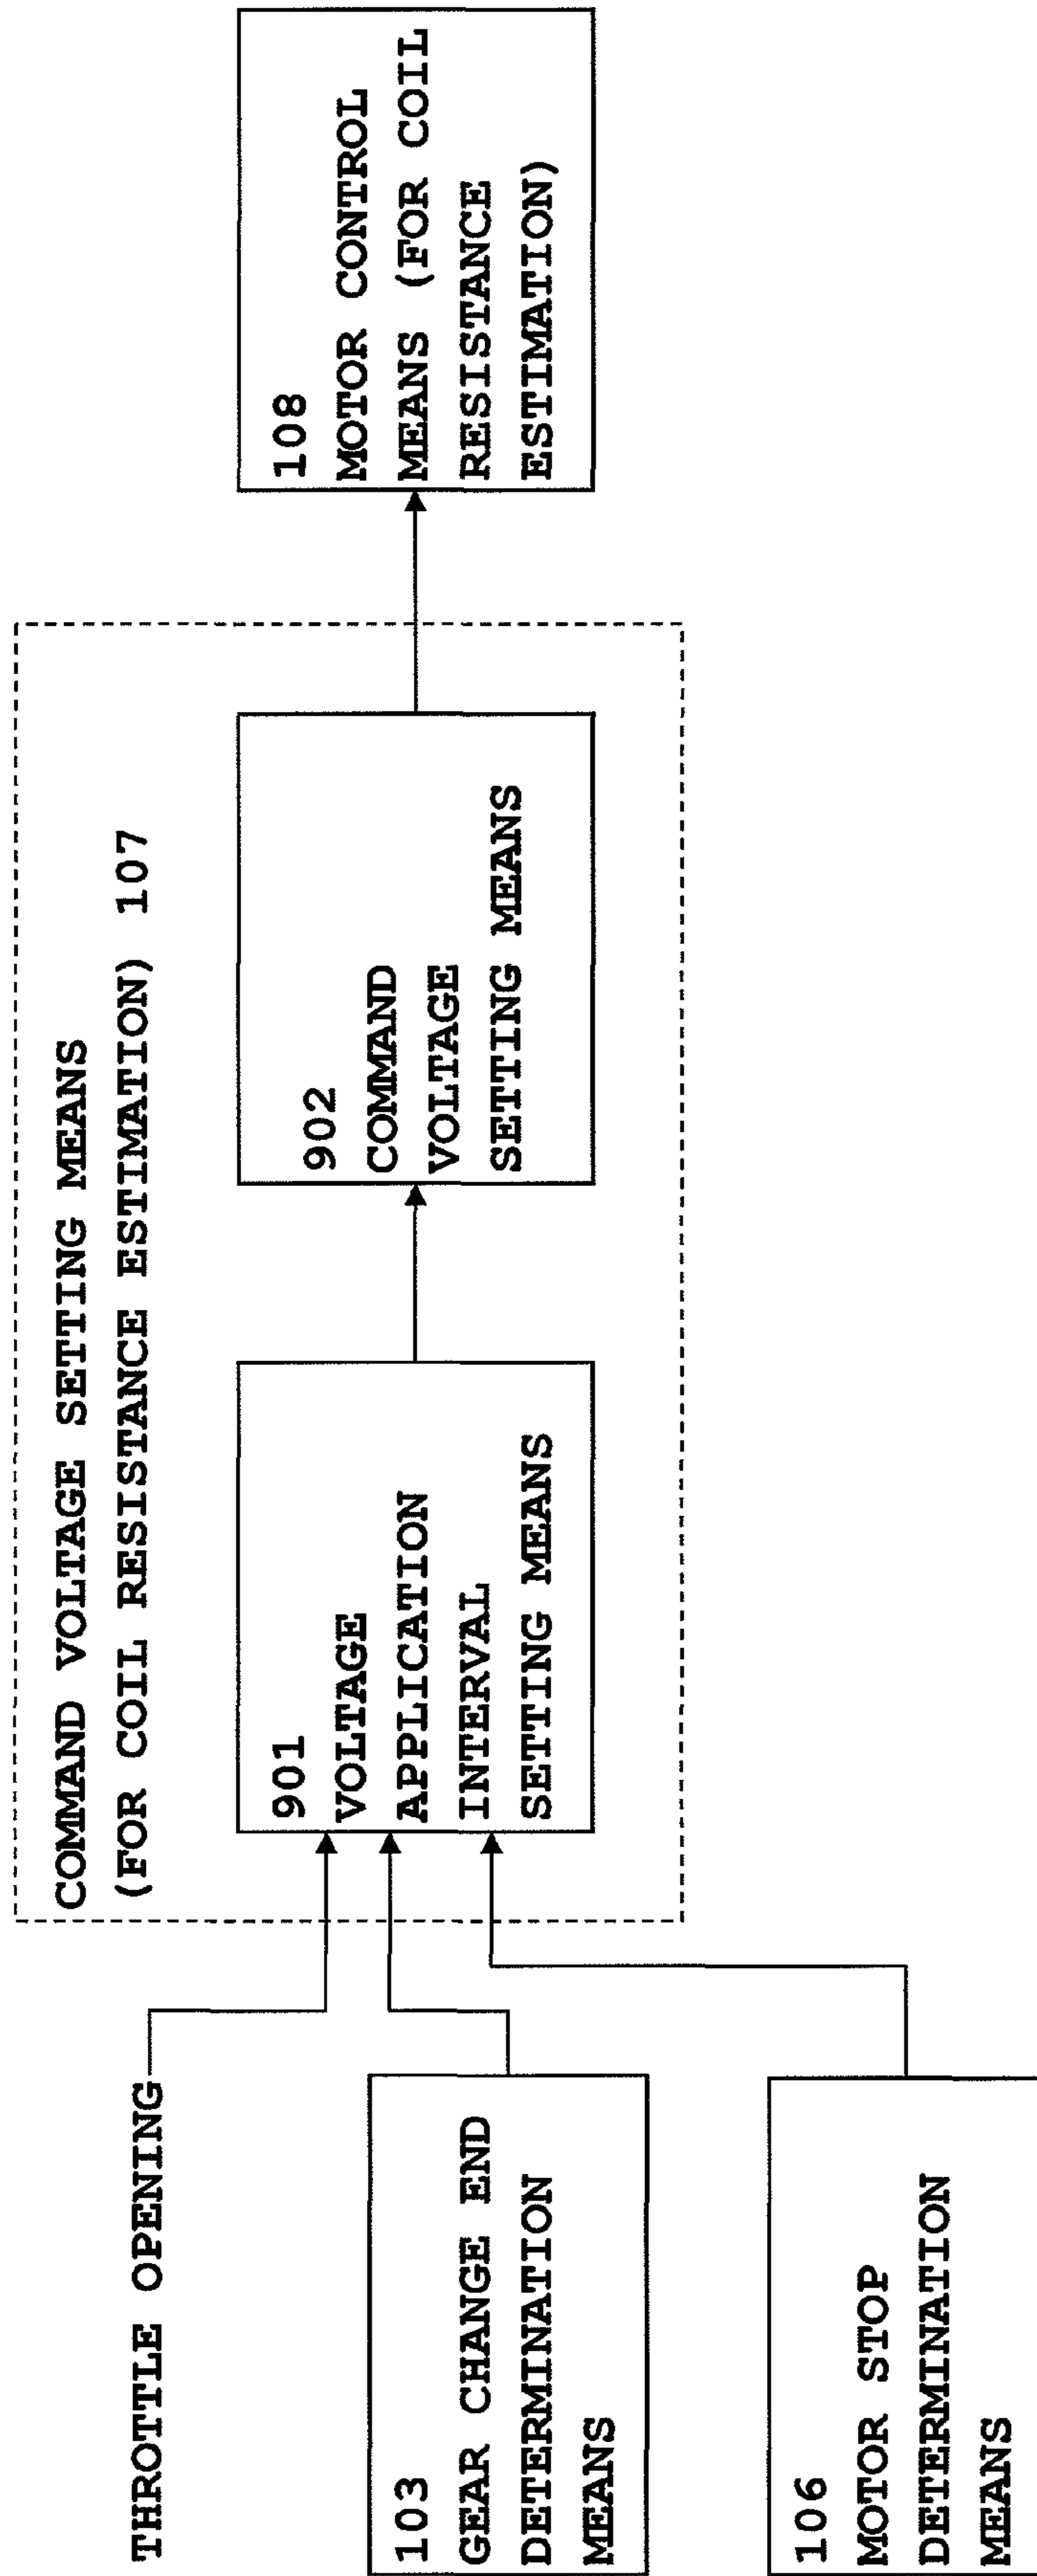 COMMAND VOLTAGE SETTING MEANS
(FOR COIL RESISTANCE ESTIMATION) 107
THROTTLE OPENING
103
GEAR CHANGE END
DETERMINATION
MEANS
106
MOTOR STOP
DETERMINATION
MEANS
901
VOLTAGE
APPLICATION
INTERVAL
SETTING MEANS
902
COMMAND
VOLTAGE
SETTING MEANS
108
MOTOR CONTROL
MEANS (FOR COIL
RESISTANCE
ESTIMATION)